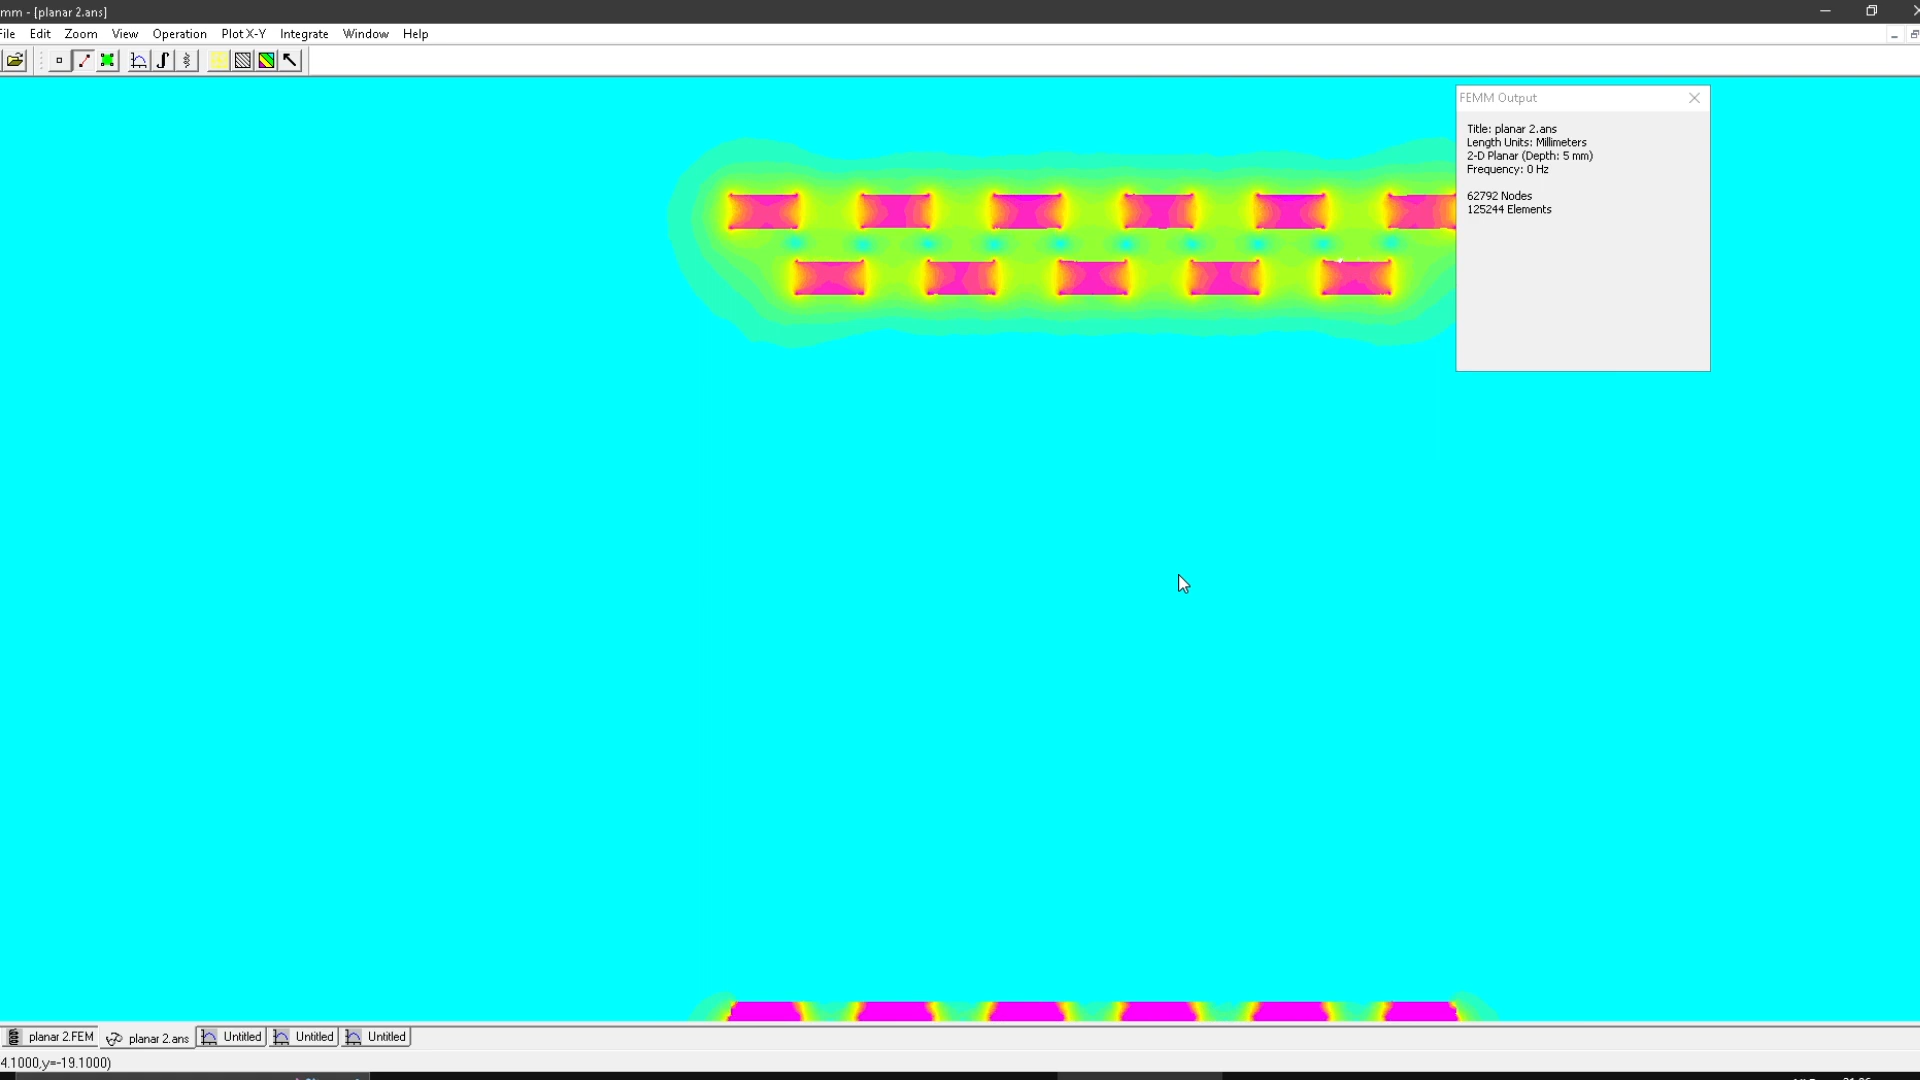 mm - [planar 2.ans]
File Edit Zoom View Operation Plot X-Y Integrate Window Help
FEMM Output
Title: planar 2.ans
Length Units: Millimeters
2-D Planar (Depth: 5 mm)
Frequency: 0 Hz
62792 Nodes
125244 Elements
planar 2.FEM planar 2.ans Untitled Untitled Untitled
4.1000,y=-19.1000)